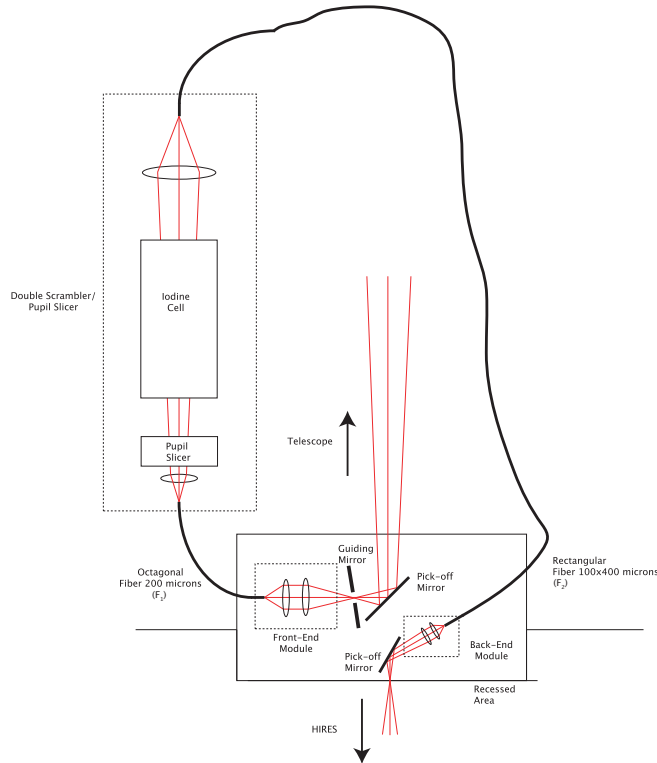 Double Scrambler/
Pupil Slicer
Iodine
Cell
Pupil
Slicer
Telescope
Octagonal
Fiber 200 microns
(F1)
Guiding
Mirror
Pick-off
Mirror
Rectangular
Fiber 100x400 microns
(F2)
Front-End
Module
Pick-off
Mirror
Back-End
Module
Recessed
Area
HIRES